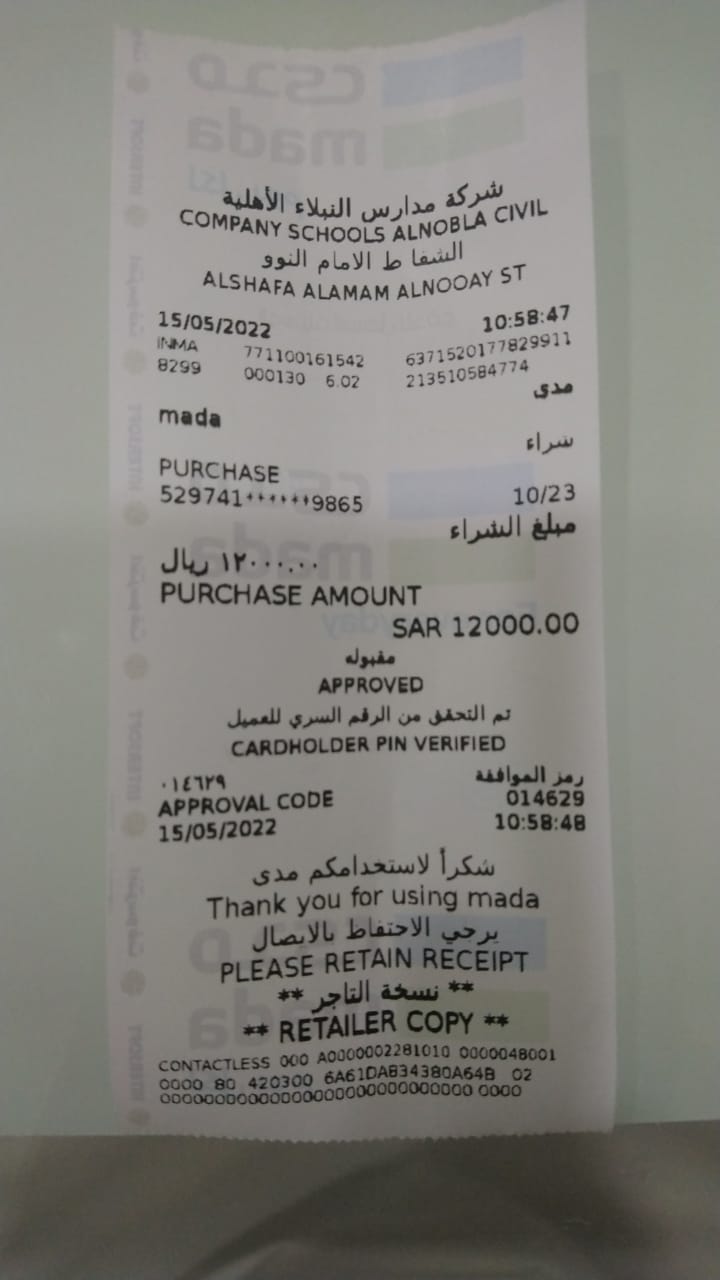 شركة مدارس النبلاء الأهلية
COMPANY SCHOOLS ALNOBLA CIVIL
الشفا ط الامام النوو
ALSHAFA ALAMAM ALNOOAY ST
15/05/2022 10:58:47
INMA 771100161542 6371520177829911
8299 000130 6.02 213510584774
مدى
mada
شراء
PURCHASE
529741******9865 10/23
مبلغ الشراء
١٢٠٠٠.٠٠ ريال
PURCHASE AMOUNT
SAR 12000.00
مقبوله
APPROVED
تم التحقق من الرقم السري للعميل
CARDHOLDER PIN VERIFIED
رمز الموافقة ٠١٤٦٢٩
APPROVAL CODE 014629
15/05/2022 10:58:48
شكراً لاستخدامكم مدى
Thank you for using mada
يرجي الاحتفاظ بالايصال
PLEASE RETAIN RECEIPT
** نسخة التاجر **
** RETAILER COPY **
CONTACTLESS 000 A0000002281010 0000048001
0000 80 420300 6A61DA834380A64B 02